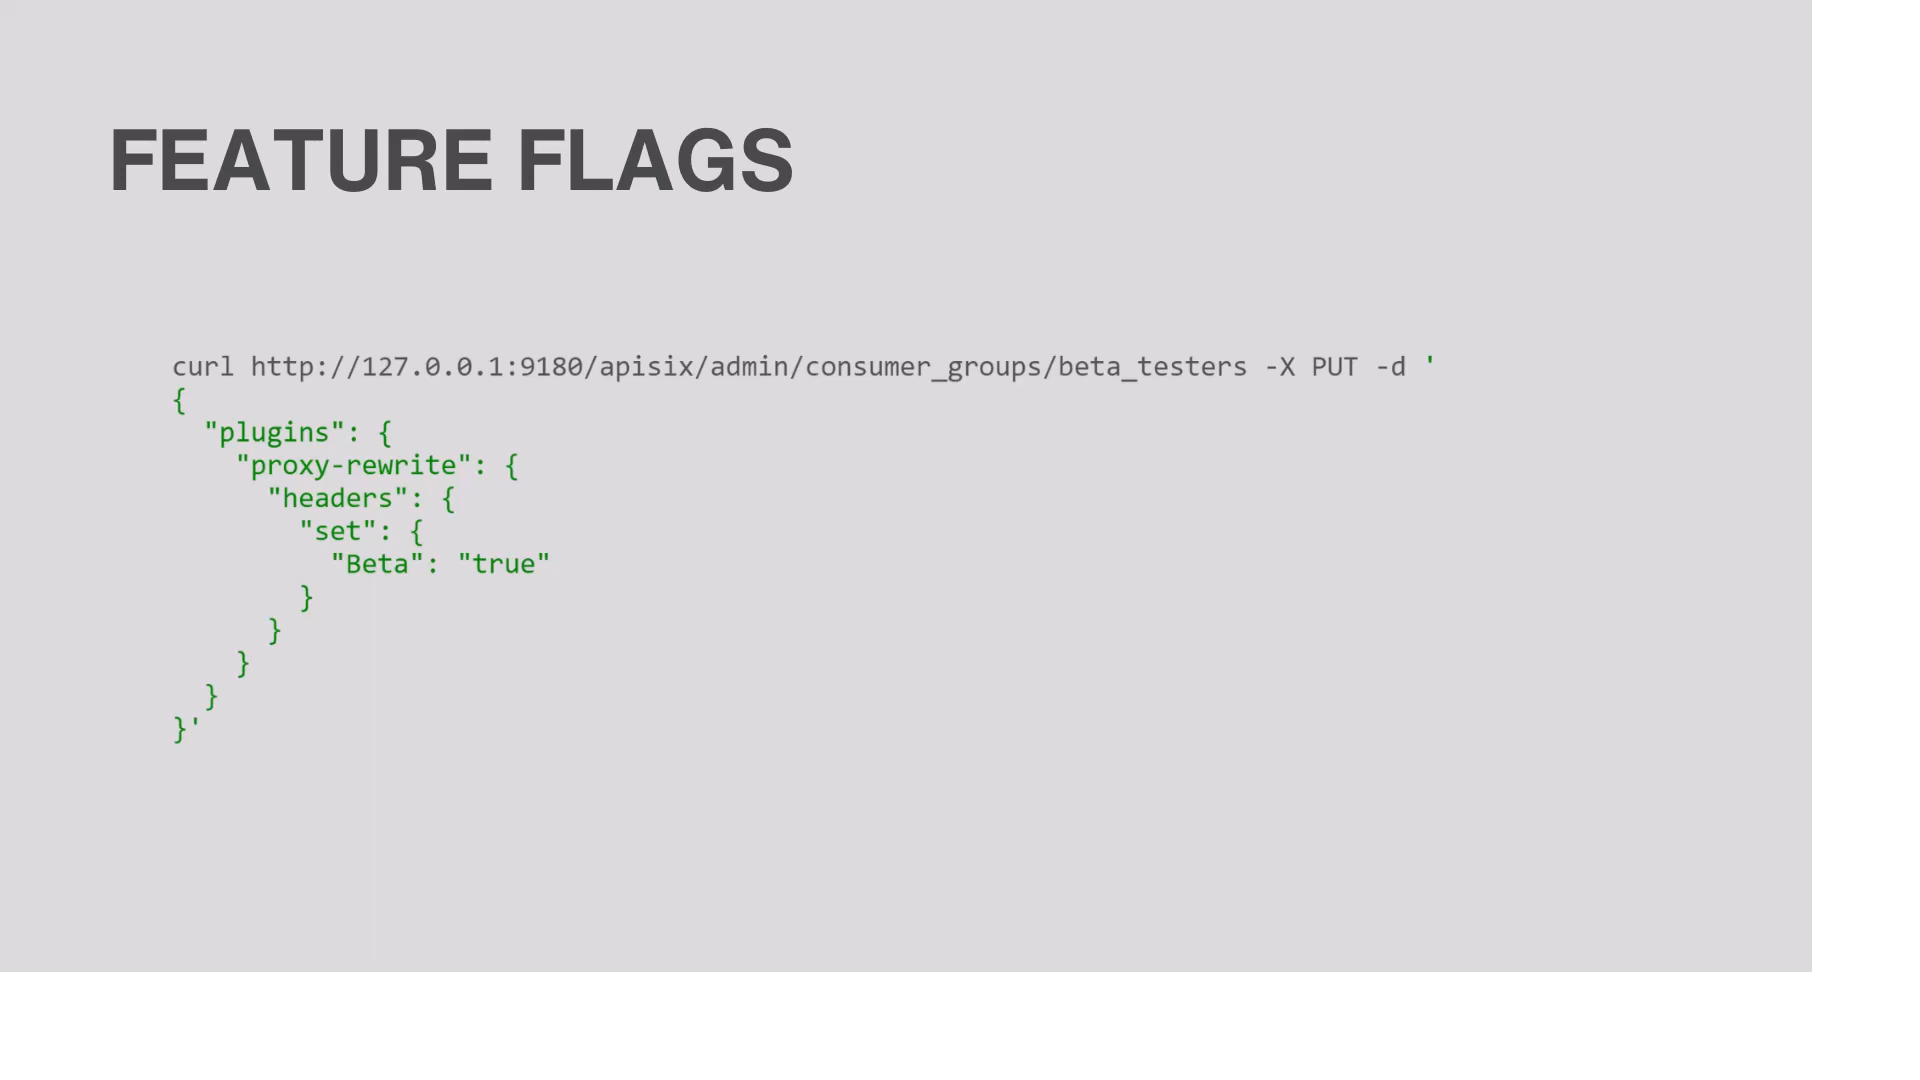 FEATURE FLAGS
curl http://127.0.0.1:9180/apisix/admin/consumer_groups/beta_testers -X PUT -d '
{
  "plugins": {
    "proxy-rewrite": {
      "headers": {
        "set": {
          "Beta": "true"
        }
      }
    }
  }
}'